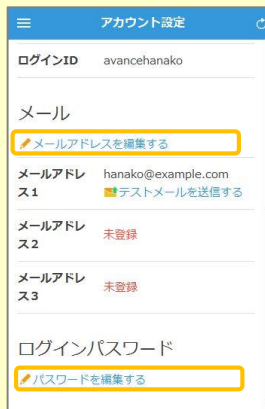 アカウント設定
ログインID avancehanako
メール
メールアドレスを編集する
メールアドレ hanako@example.com
ス1 テストメールを送信する
メールアドレ 未登録
ス2
メールアドレ 未登録
ス3
ログインパスワード
パスワードを編集する